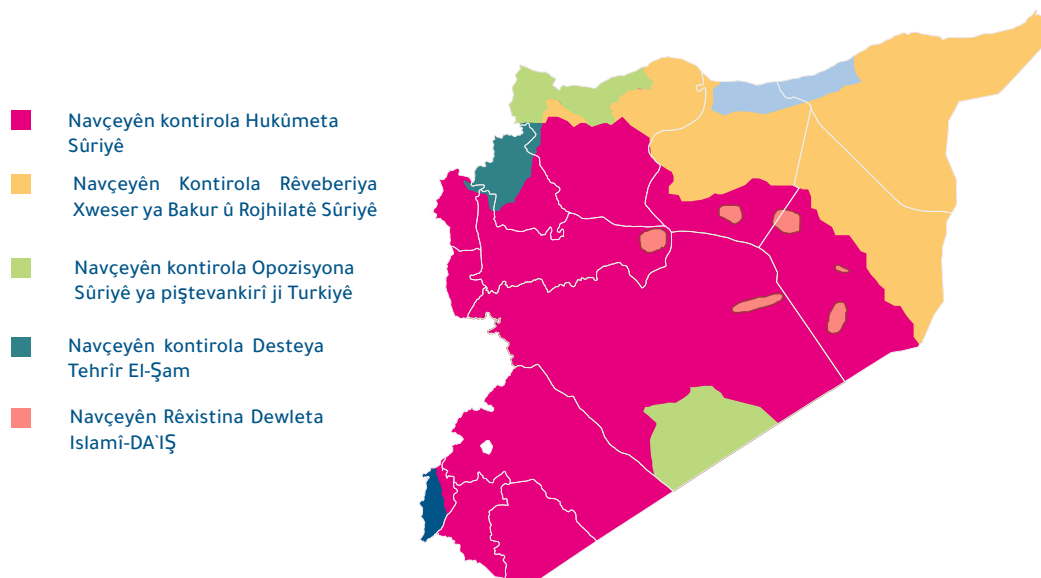 Navçeyên kontirola Hukûmeta
Sûriyê
Navçeyên Kontirola Rêveberiya
Xweser ya Bakur û Rojhilatê Sûriyê
Navçeyên kontirola Opozisyona
Sûriyê ya piştevankirî ji Turkiyê
Navçeyên kontirola Desteya
Tehrîr El-Şam
Navçeyên Rêxistina Dewleta
Islamî-DA`IŞ